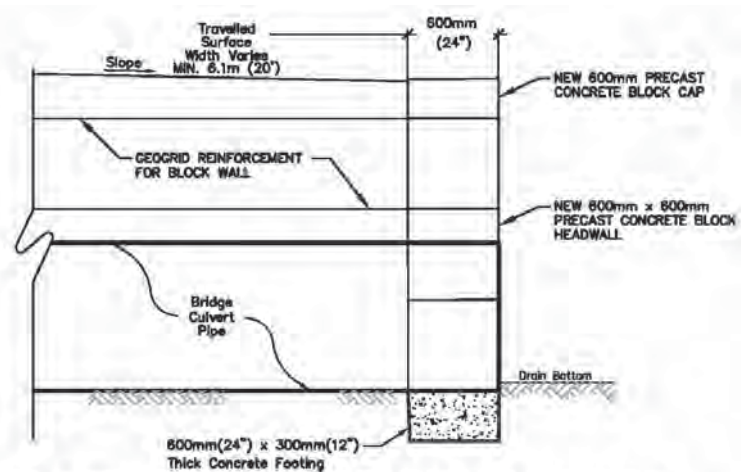 Travelled
Surface
Width Varies
MIN. 6.1m (20')
600mm
(24")
Slope
NEW 600mm PRECAST
CONCRETE BLOCK CAP
GEOGRID REINFORCEMENT
FOR BLOCK WALL
NEW 600mm x 600mm
PRECAST CONCRETE BLOCK
HEADWALL
Bridge
Culvert
Pipe
Drain Bottom
600mm(24") x 300mm(12")
Thick Concrete Footing